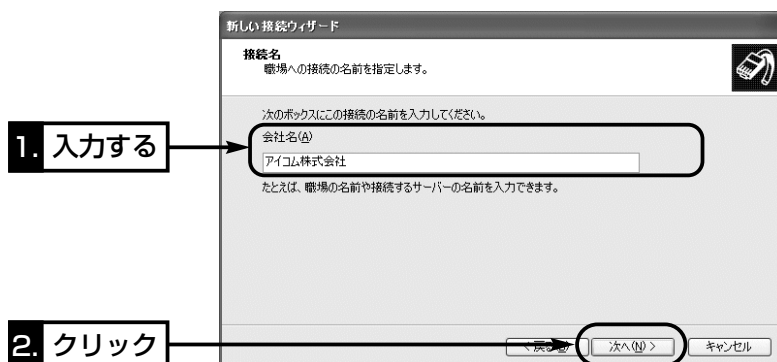 新しい接続ウィザード
接続名
職場への接続の名前を指定します。
次のボックスにこの接続の名前を入力してください。
1. 入力する
会社名(A)
アイコム株式会社
たとえば、職場の名前や接続するサーバーの名前を入力できます。
2. クリック
< 戻る(B) 次へ(N) > キャンセル